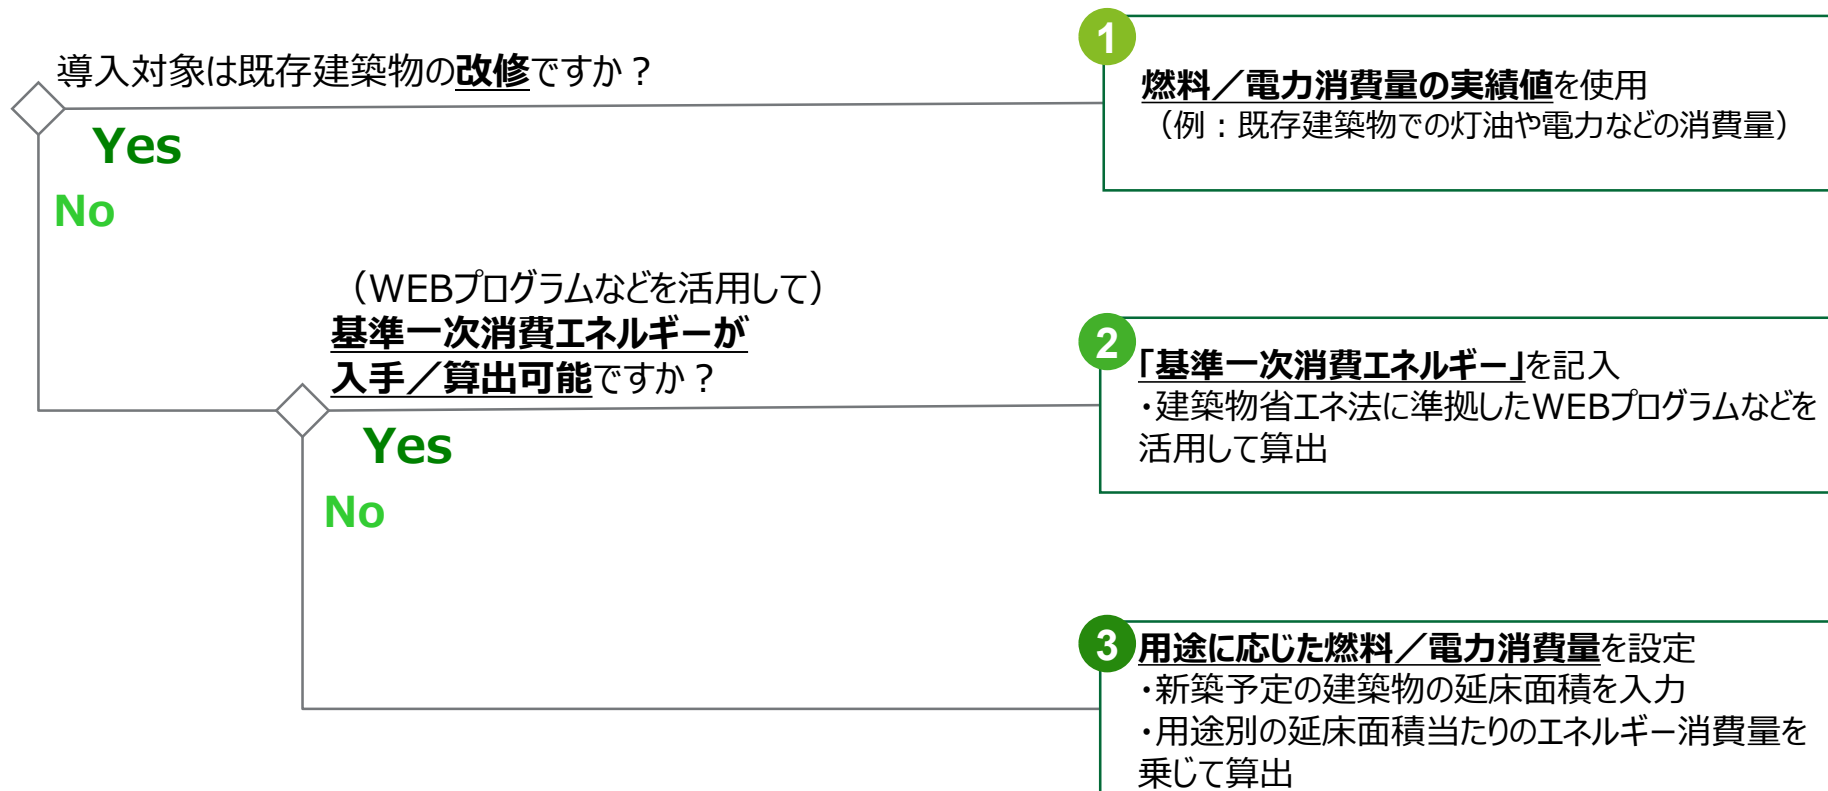 導入対象は既存建築物の改修ですか？
Yes
No
1
燃料／電力消費量の実績値を使用
（例：既存建築物での灯油や電力などの消費量）
（WEBプログラムなどを活用して）
基準一次消費エネルギーが
入手／算出可能ですか？
Yes
No
2
「基準一次消費エネルギー」を記入
・建築物省エネ法に準拠したWEBプログラムなどを
活用して算出
3
用途に応じた燃料／電力消費量を設定
・新築予定の建築物の延床面積を入力
・用途別の延床面積当たりのエネルギー消費量を
乗じて算出